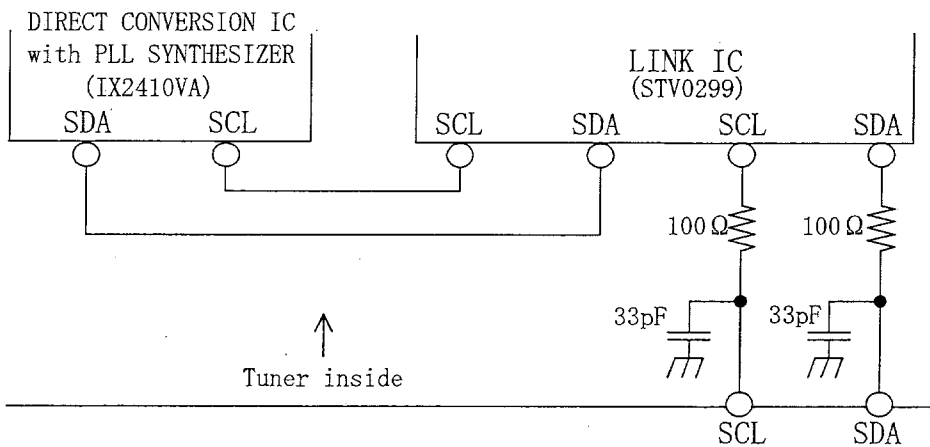 DIRECT CONVERSION IC
with PLL SYNTHESIZER
(IX2410VA)
SDA SCL
LINK IC
(STV0299)
SCL SDA SCL SDA
100Ω 100Ω
33pF 33pF
Tuner inside
SCL SDA